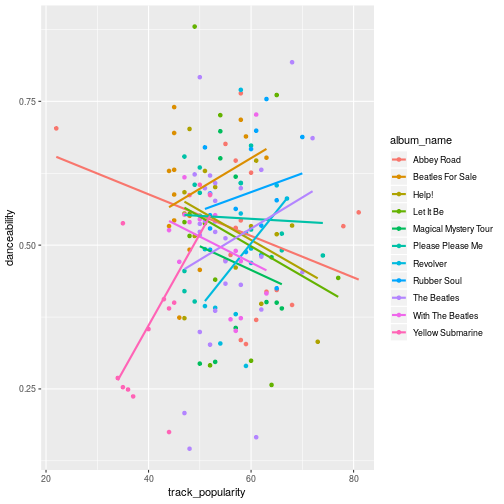 0.75
0.50
0.25
danceability
20
40
60
80
track_popularity
album_name
Abbey Road
Beatles For Sale
Help!
Let It Be
Magical Mystery Tour
Please Please Me
Revolver
Rubber Soul
The Beatles
With The Beatles
Yellow Submarine